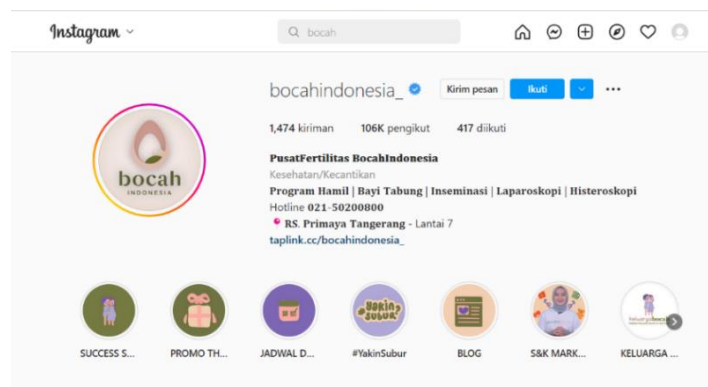 Instagram
bocah
bocahindonesia_
Kirim pesan
Ikuti
1,474 kiriman 106K pengikut 417 diikuti
PusatFertilitas BocahIndonesia
Kesehatan/Kecantikan
Program Hamil | Bayi Tabung | Inseminasi | Laparoskopi | Histeroskopi
Hotline 021-50200800
RS. Primaya Tangerang - Lantai 7
taplink.cc/bocahindonesia_
bocah
INDONESIA
Yakin
SUBUR?
SUCCESS S...
PROMO TH...
JADWAL D...
#YakinSubur
BLOG
S&K MARK...
KELUARGA ...